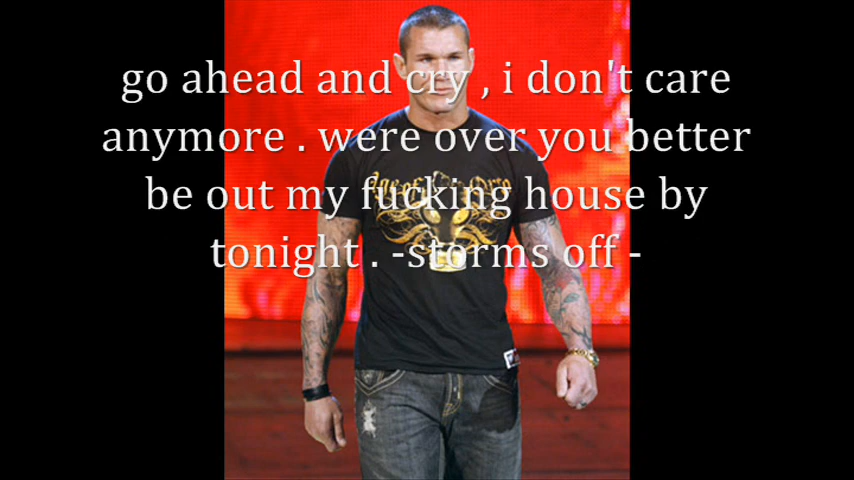 go ahead and cry , i don't care
anymore . were over you better
be out my fucking house by
tonight . -storms off -